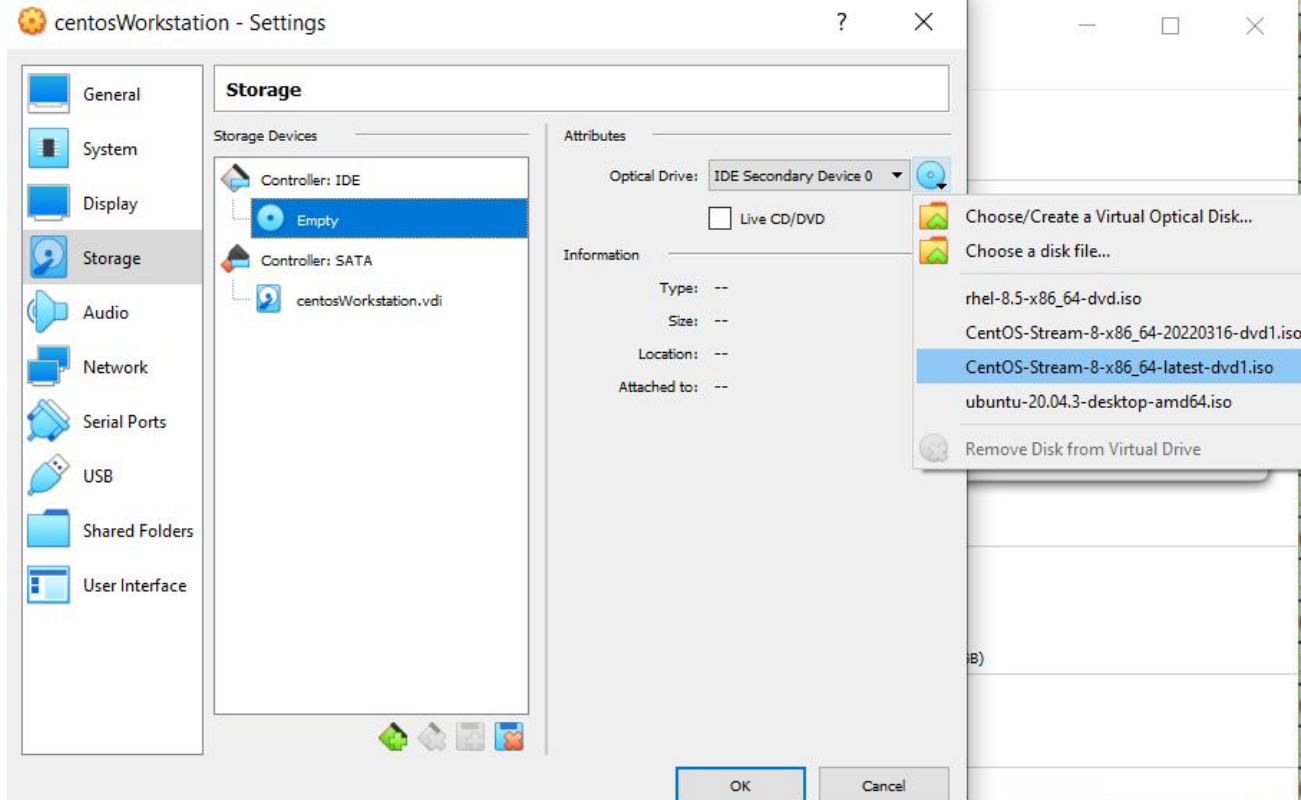 centosWorkstation - Settings
?
General
System
Display
Storage
Audio
Network
Serial Ports
USB
Shared Folders
User Interface
Storage
Storage Devices
Controller: IDE
Empty
Controller: SATA
centosWorkstation.vdi
Attributes
Optical Drive: IDE Secondary Device 0
Live CD/DVD
Information
Type: --
Size: --
Location: --
Attached to: --
Choose/Create a Virtual Optical Disk...
Choose a disk file...
rhel-8.5-x86_64-dvd.iso
CentOS-Stream-8-x86_64-20220316-dvd1.iso
CentOS-Stream-8-x86_64-latest-dvd1.iso
ubuntu-20.04.3-desktop-amd64.iso
Remove Disk from Virtual Drive
OK
Cancel